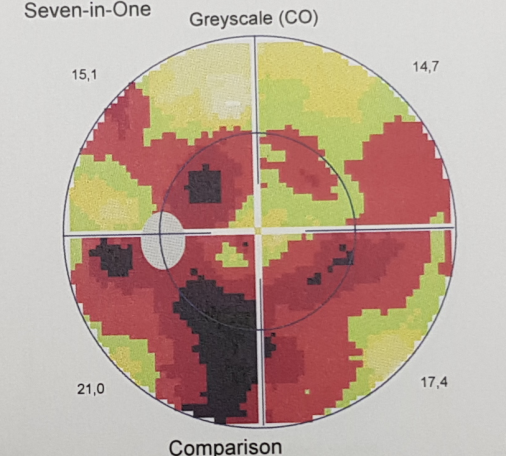 Seven-in-One
Greyscale (CO)
15,1
14,7
21,0
17,4
Comparison